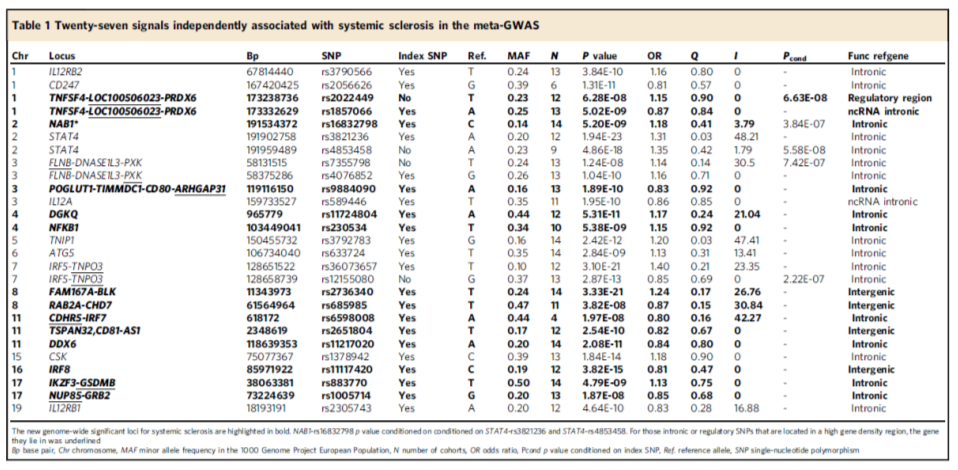 Table 1 Twenty-seven signals independently associated with systemic sclerosis in the meta-GWAS
Chr Locus Bp SNP Index SNP Ref. MAF N P value OR Q I Pcond Func refgene
1 IL12RB2 67814440 rs3790566 Yes T 0.24 13 3.84E-10 1.16 0.80 0 - Intronic
1 CD247 167420425 rs2056626 Yes G 0.39 6 1.31E-11 0.81 0.57 0 - Intronic
1 TNFSF4-LOC100506023-PRDX6 173238736 rs2022449 No T 0.23 12 6.28E-08 1.15 0.90 0 6.63E-08 Regulatory region
1 TNFSF4-LOC100506023-PRDX6 173332629 rs1857066 Yes A 0.25 13 5.02E-09 0.87 0.84 0 - ncRNA intronic
2 NAB1* 191534372 rs16832798 Yes C 0.14 14 5.20E-09 1.18 0.41 3.79 3.84E-07 Intronic
2 STAT4 191902758 rs3821236 Yes A 0.20 12 1.94E-23 1.31 0.03 48.21 - Intronic
2 STAT4 191959489 rs4853458 No A 0.23 9 4.86E-18 1.35 0.42 1.79 5.58E-08 Intronic
3 FLNB-DNASE1L3-PXK 58131515 rs7355798 No T 0.24 13 1.24E-08 1.14 0.14 30.5 7.42E-07 Intronic
3 FLNB-DNASE1L3-PXK 58375286 rs4076852 Yes G 0.26 13 1.04E-10 1.16 0.71 0 - Intronic
3 POGLUT1-TIMMDC1-CD80-ARHGAP31 119116150 rs9884090 Yes A 0.16 13 1.89E-10 0.83 0.92 0 - Intronic
3 IL12A 159733527 rs589446 Yes T 0.35 11 1.95E-10 0.86 0.85 0 - ncRNA intronic
4 DGKQ 965779 rs11724804 Yes A 0.44 12 5.31E-11 1.17 0.24 21.04 - Intronic
4 NFKB1 103449041 rs230534 Yes T 0.34 10 5.38E-09 1.15 0.92 0 - Intronic
5 TNIP1 150455732 rs3792783 Yes G 0.16 14 2.42E-12 1.20 0.03 47.41 - Intronic
6 ATG5 106734040 rs633724 Yes T 0.35 14 2.84E-09 1.13 0.31 13.41 - Intronic
7 IRF5-TNPO3 128651522 rs36073657 Yes T 0.10 12 3.10E-21 1.40 0.21 23.35 - Intronic
7 IRF5-TNPO3 128658239 rs12155080 No G 0.37 13 2.87E-13 0.85 0.69 0 2.22E-07 Intronic
8 FAM167A-BLK 11343973 rs2736340 Yes T 0.24 14 3.33E-21 1.24 0.17 26.76 - Intergenic
8 RAB2A-CHD7 61564964 rs685985 Yes T 0.47 11 3.82E-08 0.87 0.15 30.84 - Intergenic
11 CDHR5-IRF7 618172 rs6598008 Yes A 0.44 4 1.97E-08 0.80 0.16 42.27 - Intronic
11 TSPAN32,CD81-AS1 2348619 rs2651804 Yes T 0.17 12 2.54E-10 0.82 0.67 0 - Intergenic
11 DDX6 118639353 rs11217020 Yes A 0.20 14 2.08E-11 0.84 0.80 0 - Intronic
15 CSK 75077367 rs1378942 Yes C 0.39 13 1.84E-14 1.18 0.90 0 - Intronic
16 IRF8 85971922 rs11117420 Yes C 0.19 12 3.82E-15 0.81 0.47 0 - Intergenic
17 IKZF3-GSDMB 38063381 rs883770 Yes T 0.50 14 4.79E-09 1.13 0.75 0 - Intronic
17 NUP85-GRB2 73224639 rs1005714 Yes G 0.20 13 1.87E-08 0.85 0.68 0 - Intronic
19 IL12RB1 18193191 rs2305743 Yes A 0.20 12 4.64E-10 0.83 0.28 16.88 - Intronic
The new genome-wide significant loci for systemic sclerosis are highlighted in bold. NAB1-rs16832798 p value conditioned on conditioned on STAT4-rs3821236 and STAT4-rs4853458. For those intronic or regulatory SNPs that are located in a high gene density region, the gene
they lie in was underlined
Bp base pair, Chr chromosome, MAF minor allele frequency in the 1000 Genome Project European Population, N number of cohorts, OR odds ratio, Pcond p value conditioned on index SNP, Ref. reference allele, SNP single-nucleotide polymorphism